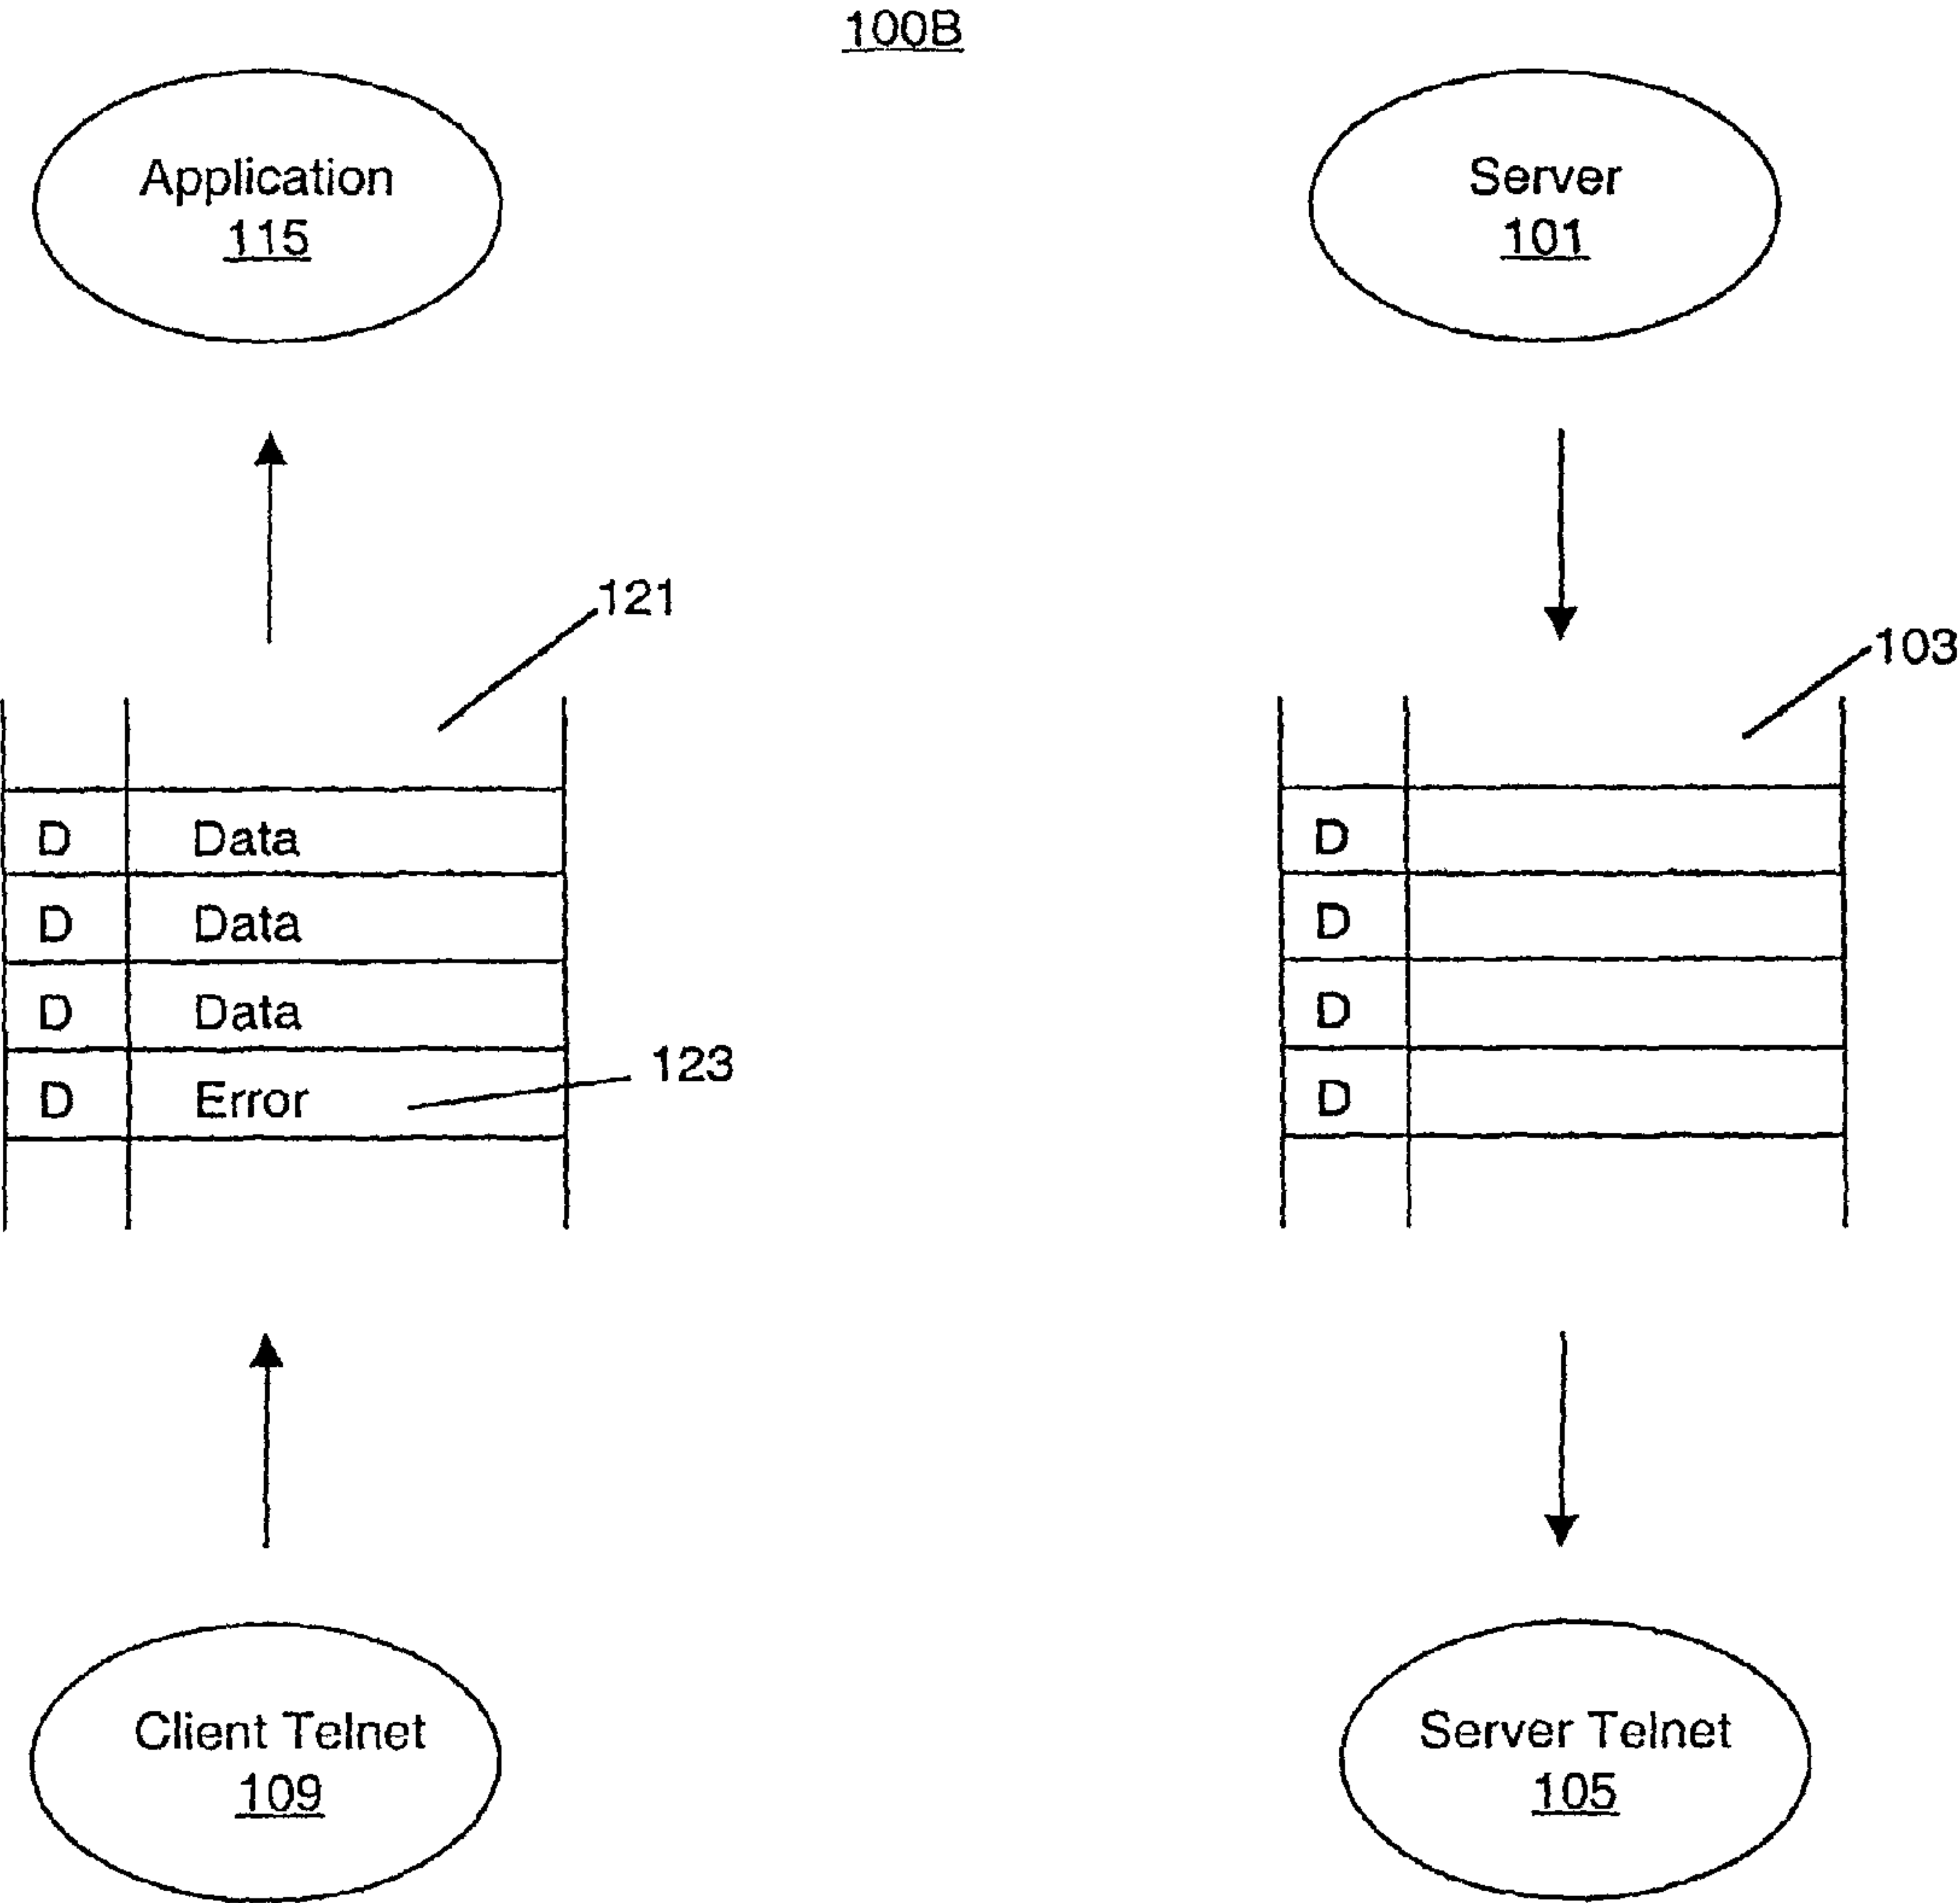 100B
Application
115
Server
101
121
103
D Data
D Data
D Data
D Error
123
D
D
D
D
Client Telnet
109
Server Telnet
105